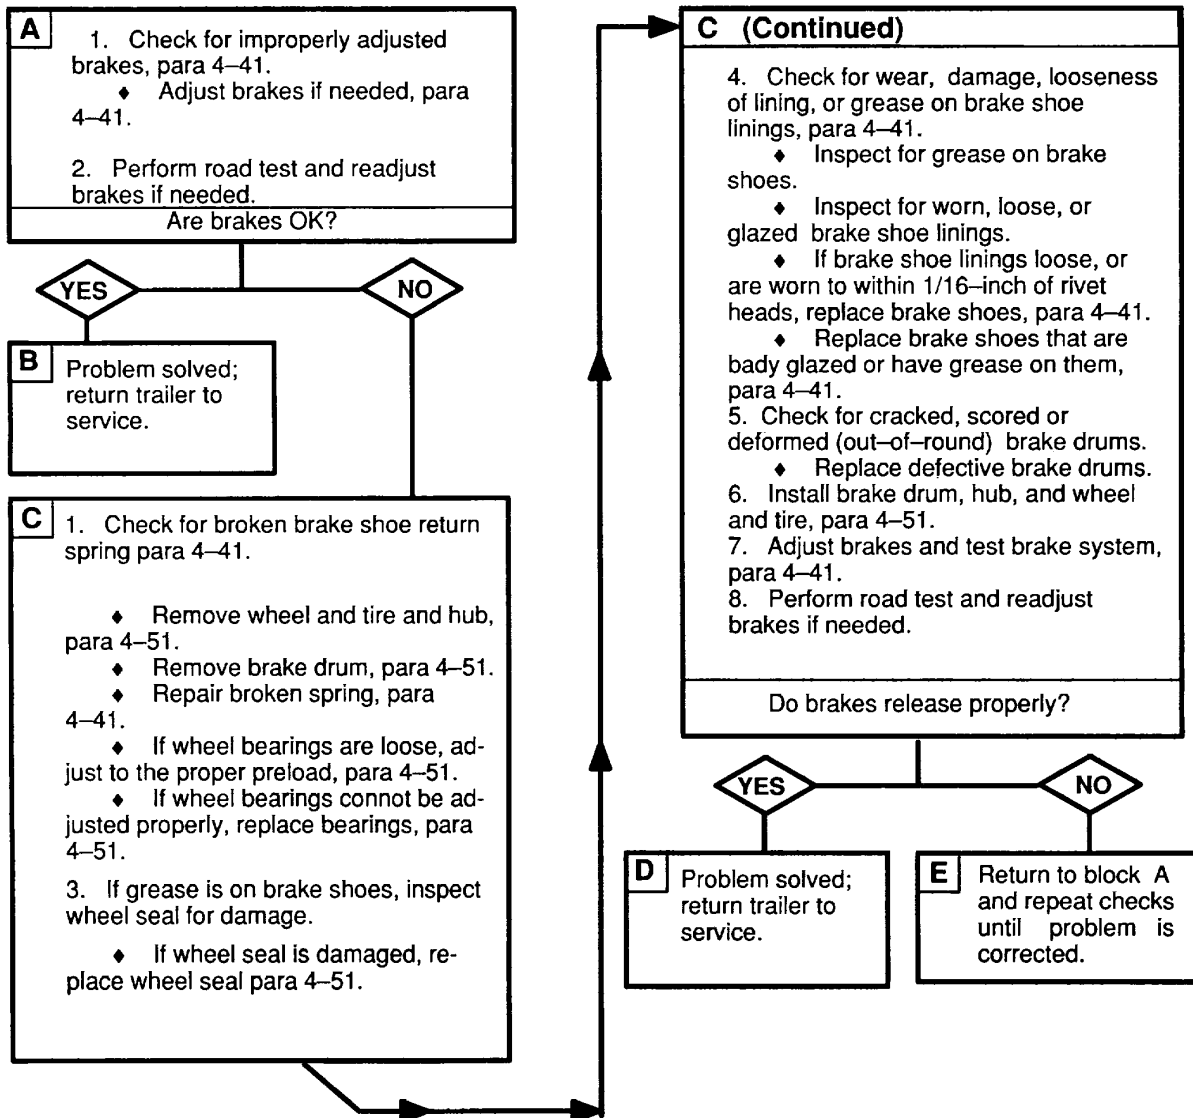 A
1. Check for improperly adjusted
brakes, para 4–41.
♦ Adjust brakes if needed, para
4–41.
2. Perform road test and readjust
brakes if needed.
Are brakes OK?
YES
NO
B
Problem solved;
return trailer to
service.
C
1. Check for broken brake shoe return
spring para 4–41.
♦ Remove wheel and tire and hub,
para 4–51.
♦ Remove brake drum, para 4–51.
♦ Repair broken spring, para
4–41.
♦ If wheel bearings are loose, ad-
just to the proper preload, para 4–51.
♦ If wheel bearings connot be ad-
justed properly, replace bearings, para
4–51.
3. If grease is on brake shoes, inspect
wheel seal for damage.
♦ If wheel seal is damaged, re-
place wheel seal para 4–51.
C (Continued)
4. Check for wear, damage, looseness
of lining, or grease on brake shoe
linings, para 4–41.
♦ Inspect for grease on brake
shoes.
♦ Inspect for worn, loose, or
glazed brake shoe linings.
♦ If brake shoe linings loose, or
are worn to within 1/16–inch of rivet
heads, replace brake shoes, para 4–41.
♦ Replace brake shoes that are
bady glazed or have grease on them,
para 4–41.
5. Check for cracked, scored or
deformed (out–of–round) brake drums.
♦ Replace defective brake drums.
6. Install brake drum, hub, and wheel
and tire, para 4–51.
7. Adjust brakes and test brake system,
para 4–41.
8. Perform road test and readjust
brakes if needed.
Do brakes release properly?
YES
NO
D
Problem solved;
return trailer to
service.
E
Return to block A
and repeat checks
until problem is
corrected.